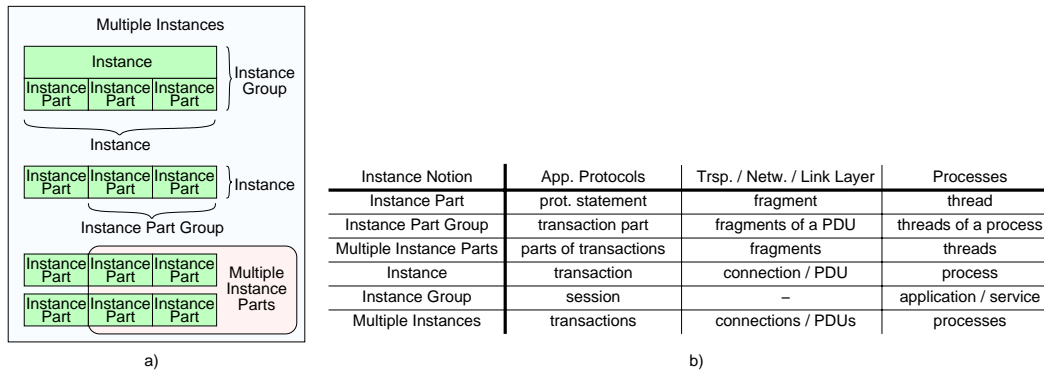 Multiple Instances
Instance
Instance Part Instance Part Instance Part
Instance Group
Instance
Instance Part Instance Part Instance Part
Instance
Instance Part Group
Instance Part Instance Part Instance Part
Instance Part Instance Part Instance Part
Multiple Instance Parts
a)
Instance Notion App. Protocols Trsp. / Netw. / Link Layer Processes
Instance Part prot. statement fragment thread
Instance Part Group transaction part fragments of a PDU threads of a process
Multiple Instance Parts parts of transactions fragments threads
Instance transaction connection / PDU process
Instance Group session – application / service
Multiple Instances transactions connections / PDUs processes
b)